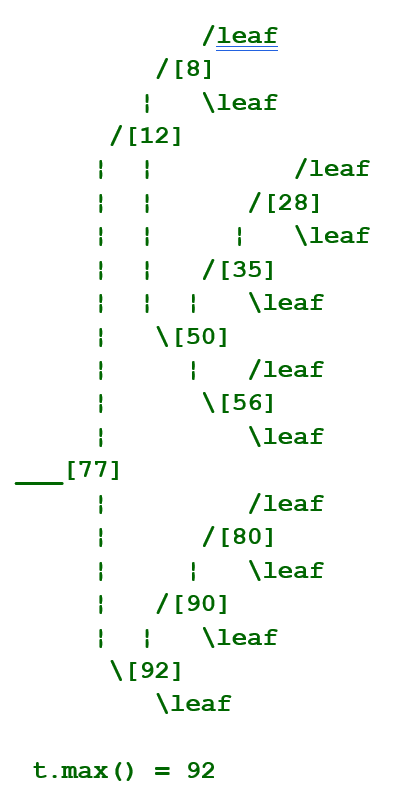 /leaf
            /[8]
           ¦    \leaf
        /[12]
       ¦   ¦            /leaf
       ¦   ¦        /[28]
       ¦   ¦       ¦    \leaf
       ¦   ¦    /[35]
       ¦   ¦   ¦    \leaf
       ¦    \[50]
       ¦       ¦    /leaf
       ¦        \[56]
       ¦            \leaf
____[77]
       ¦            /leaf
       ¦        /[80]
       ¦       ¦    \leaf
       ¦    /[90]
       ¦   ¦    \leaf
        \[92]
            \leaf

t.max() = 92